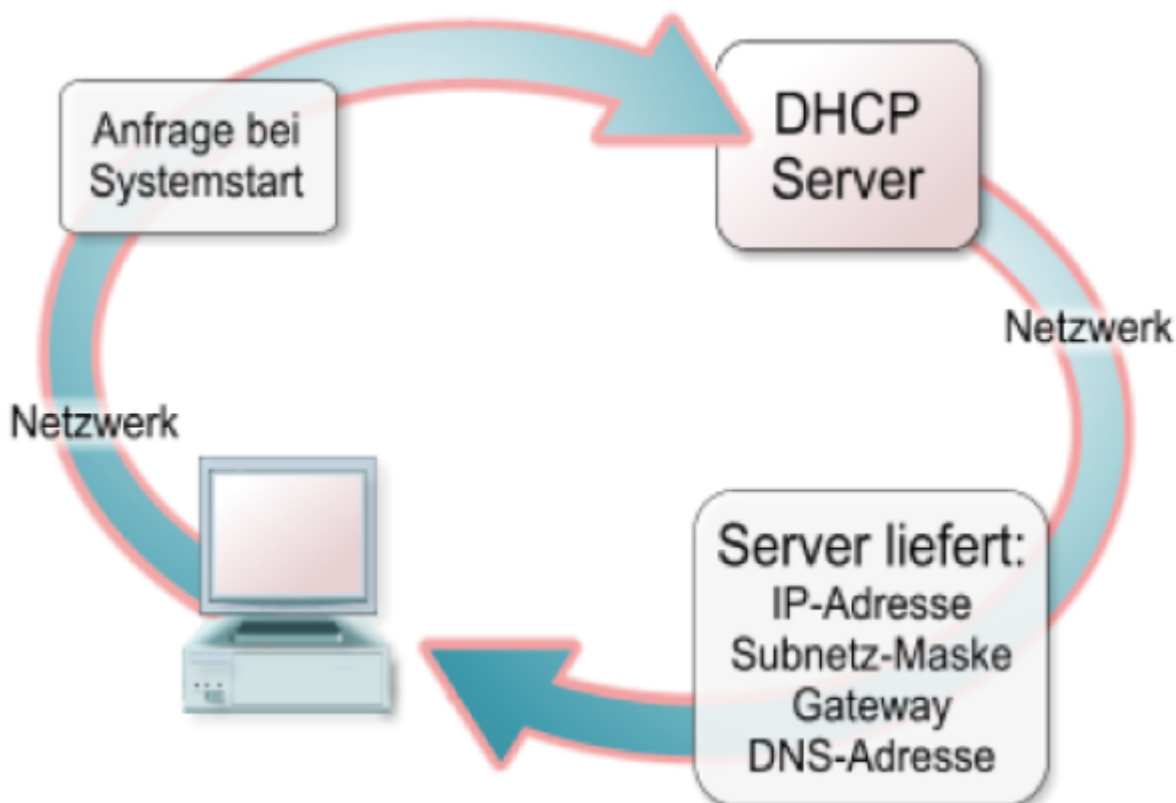 Anfrage bei
Systemstart
DHCP
Server
Netzwerk
Netzwerk
Server liefert:
IP-Adresse
Subnetz-Maske
Gateway
DNS-Adresse